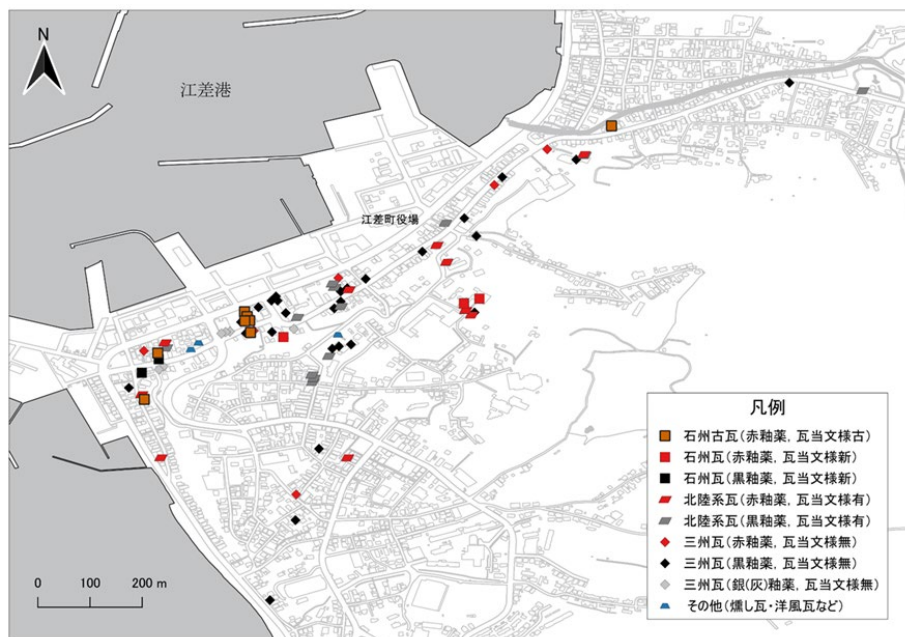 N
江差港
江差町役場
凡例
石州古瓦(赤釉薬, 瓦当文様古)
石州瓦(赤釉薬, 瓦当文様新)
石州瓦(黒釉薬, 瓦当文様新)
北陸系瓦(赤釉薬, 瓦当文様有)
北陸系瓦(黒釉薬, 瓦当文様有)
三州瓦(赤釉薬, 瓦当文様無)
三州瓦(黒釉薬, 瓦当文様無)
三州瓦(銀(灰)釉薬, 瓦当文様無)
その他(燻し瓦・洋風瓦など)
0 100 200 m